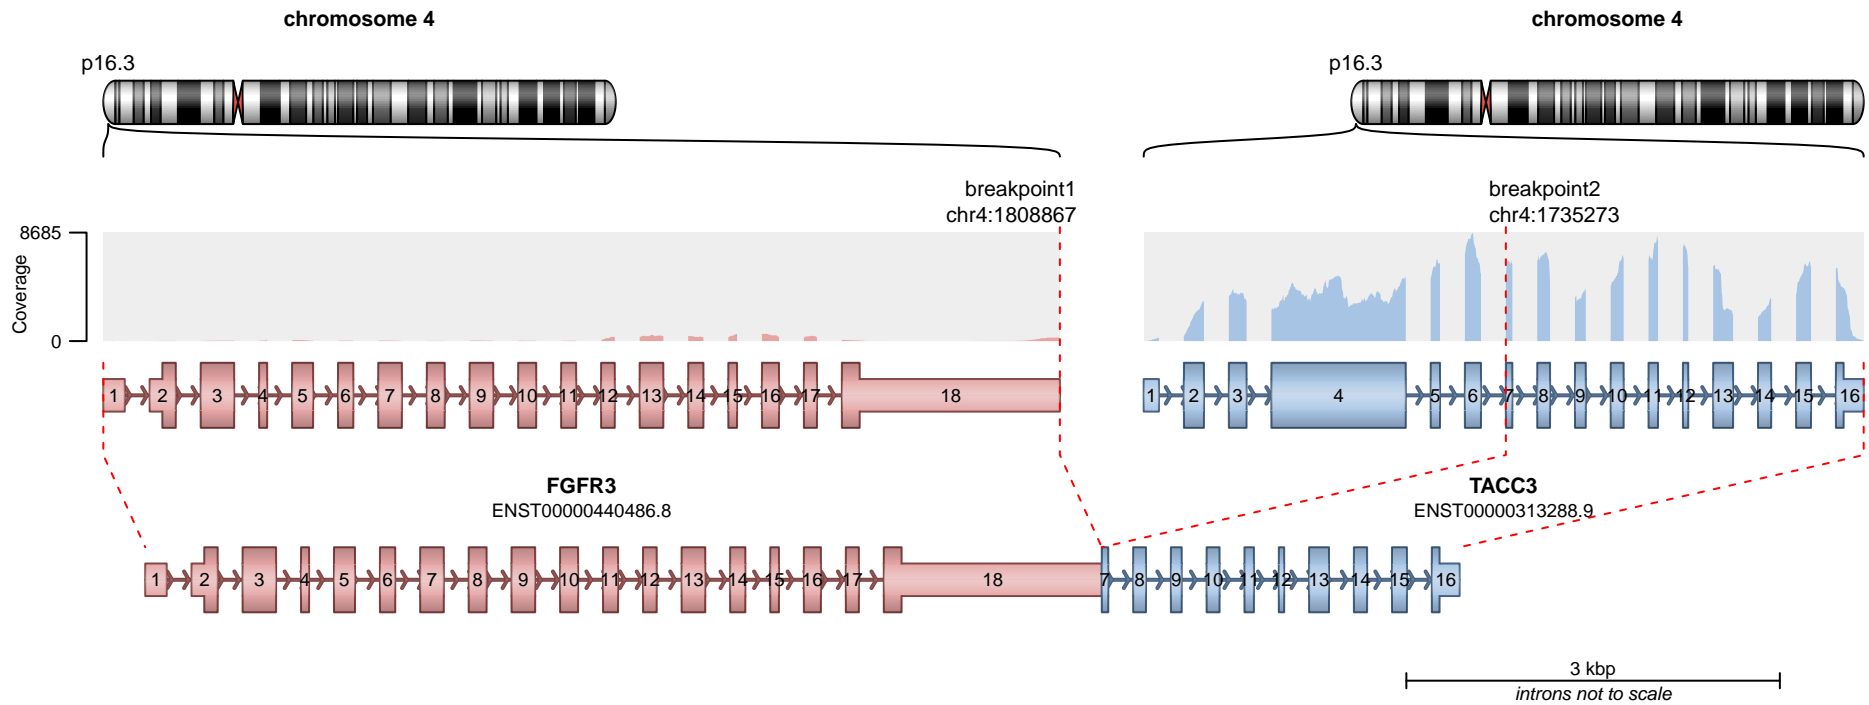 chromosome 4
chromosome 4
p16.3
p16.3
breakpoint1
chr4:1808867
breakpoint2
chr4:1735273
8685
Coverage
0
1 2 3 4 5 6 7 8 9 10 11 12 13 14 15 16 17 18
1 2 3 4 5 6 7 8 9 10 11 12 13 14 15 16
FGFR3
ENST00000440486.8
TACC3
ENST00000313288.9
1 2 3 4 5 6 7 8 9 10 11 12 13 14 15 16 17 18 7 8 9 10 11 12 13 14 15 16
3 kbp
introns not to scale